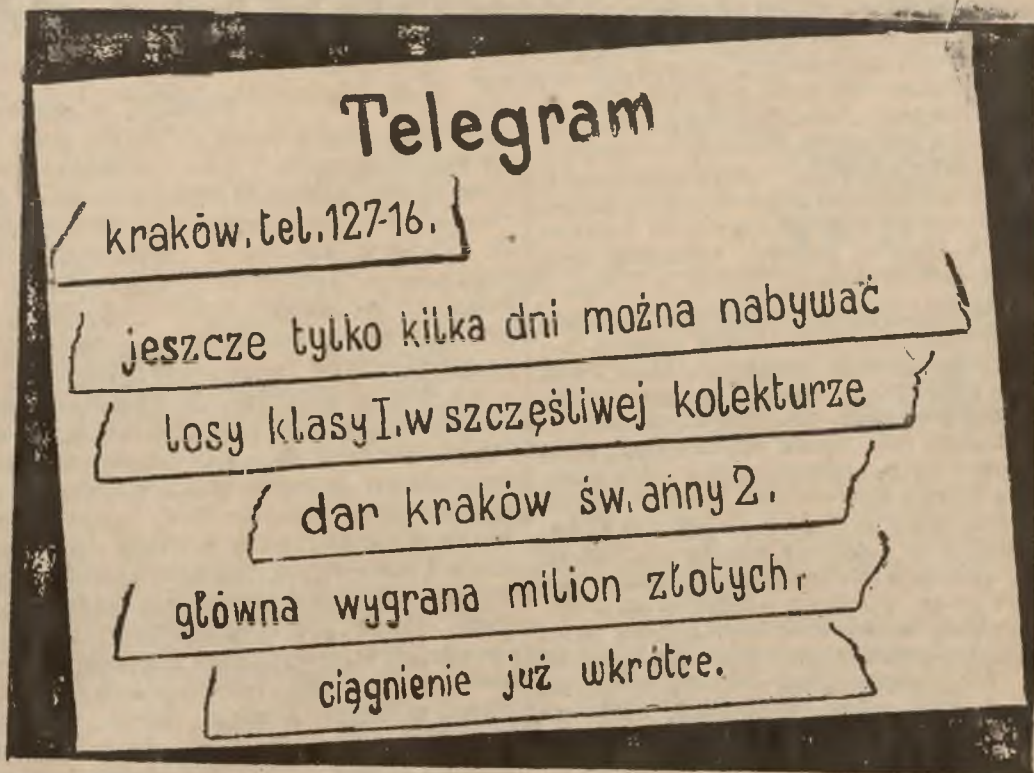 Telegram
kraków. tel. 127-16.
jeszcze tylko kilka dni można nabywać
losy klasy I. w szczęśliwej kolekturze
dar kraków św. anny 2.
główna wygrana milion złotych.
ciągnienie już wkrótce.